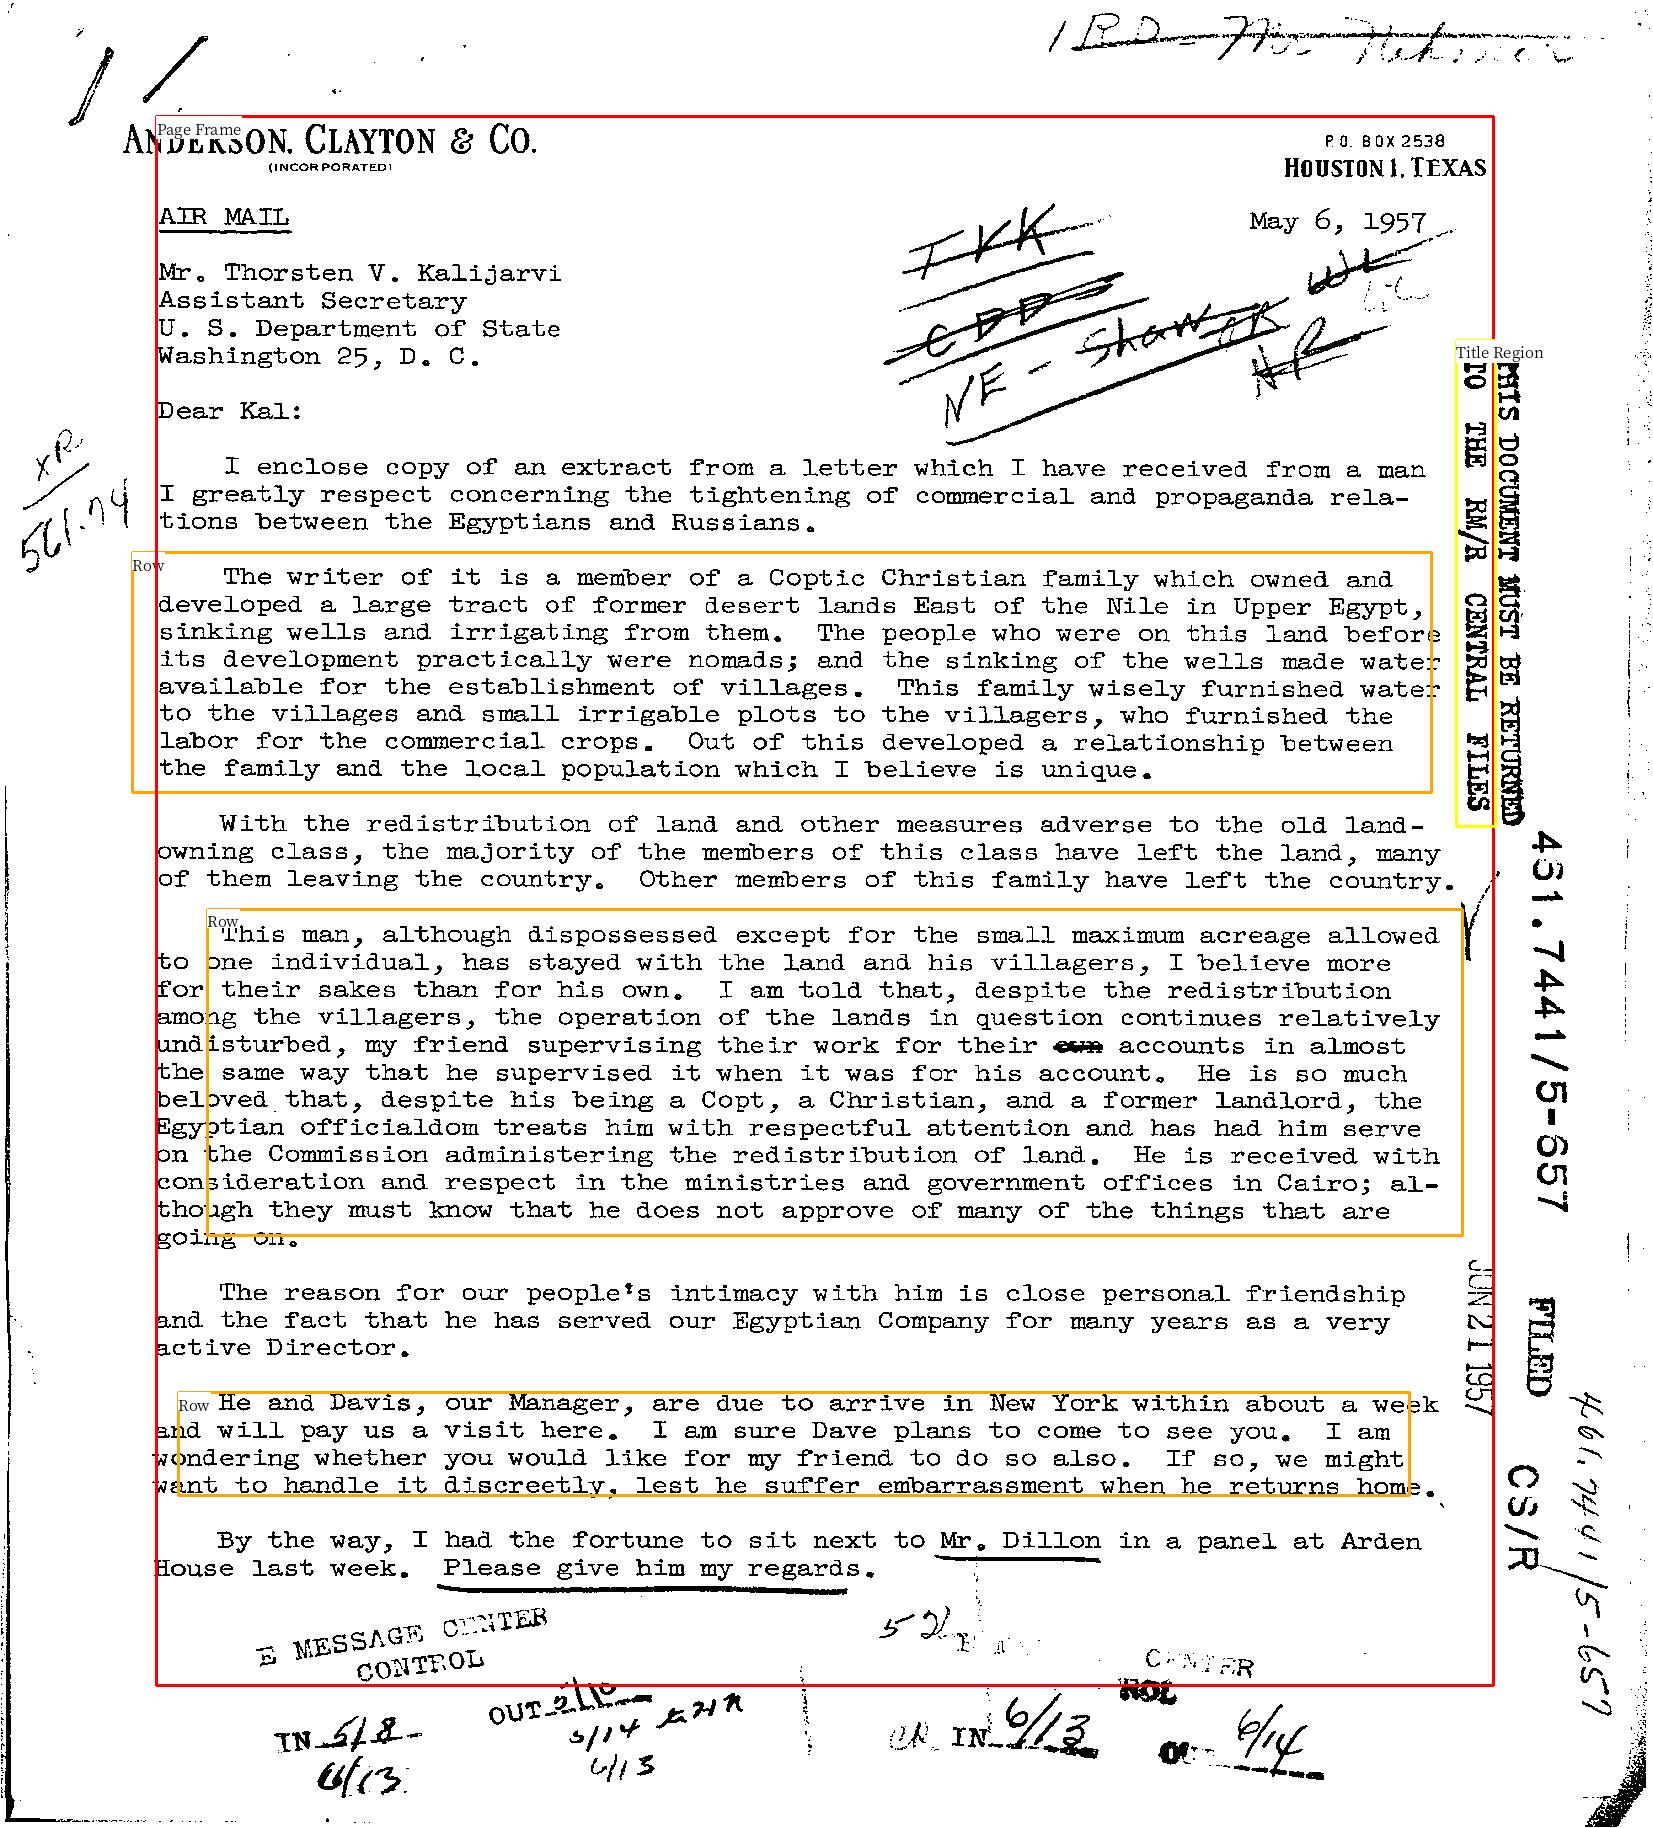 1 RD - Mr.
ANDERSON, CLAYTON & CO.
(INCORPORATED)
P.O. BOX 2538
HOUSTON 1, TEXAS
AIR MAIL
May 6, 1957
Mr. Thorsten V. Kalijarvi
Assistant Secretary
U. S. Department of State
Washington 25, D. C.
TVK
CDD
NE - Shaw
NR
Dear Kal:
XR
561.74
I enclose copy of an extract from a letter which I have received from a man
I greatly respect concerning the tightening of commercial and propaganda rela-
tions between the Egyptians and Russians.
The writer of it is a member of a Coptic Christian family which owned and
developed a large tract of former desert lands East of the Nile in Upper Egypt,
sinking wells and irrigating from them. The people who were on this land before
its development practically were nomads; and the sinking of the wells made water
available for the establishment of villages. This family wisely furnished water
to the villages and small irrigable plots to the villagers, who furnished the
labor for the commercial crops. Out of this developed a relationship between
the family and the local population which I believe is unique.
With the redistribution of land and other measures adverse to the old land-
owning class, the majority of the members of this class have left the land, many
of them leaving the country. Other members of this family have left the country.
This man, although dispossessed except for the small maximum acreage allowed
to one individual, has stayed with the land and his villagers, I believe more
for their sakes than for his own. I am told that, despite the redistribution
among the villagers, the operation of the lands in question continues relatively
undisturbed, my friend supervising their work for their own accounts in almost
the same way that he supervised it when it was for his account. He is so much
beloved that, despite his being a Copt, a Christian, and a former landlord, the
Egyptian officialdom treats him with respectful attention and has had him serve
on the Commission administering the redistribution of land. He is received with
consideration and respect in the ministries and government offices in Cairo; al-
though they must know that he does not approve of many of the things that are
going on.
The reason for our people's intimacy with him is close personal friendship
and the fact that he has served our Egyptian Company for many years as a very
active Director.
He and Davis, our Manager, are due to arrive in New York within about a week
and will pay us a visit here. I am sure Dave plans to come to see you. I am
wondering whether you would like for my friend to do so also. If so, we might
want to handle it discreetly, lest he suffer embarrassment when he returns home.
By the way, I had the fortune to sit next to Mr. Dillon in a panel at Arden
House last week. Please give him my regards.
E MESSAGE CENTER
CONTROL
IN 5/8
6/13
OUT 5/10
5/14
6/13
CENTER
ROL
IN 6/13
6/14
THIS DOCUMENT MUST BE RETURNED
TO THE RM/R CENTRAL FILES
461.7441/5-657
JUN 21 1957
FILED
CS/R
461.7441/5-657
Page Frame
Title Region
Row
Row
Row